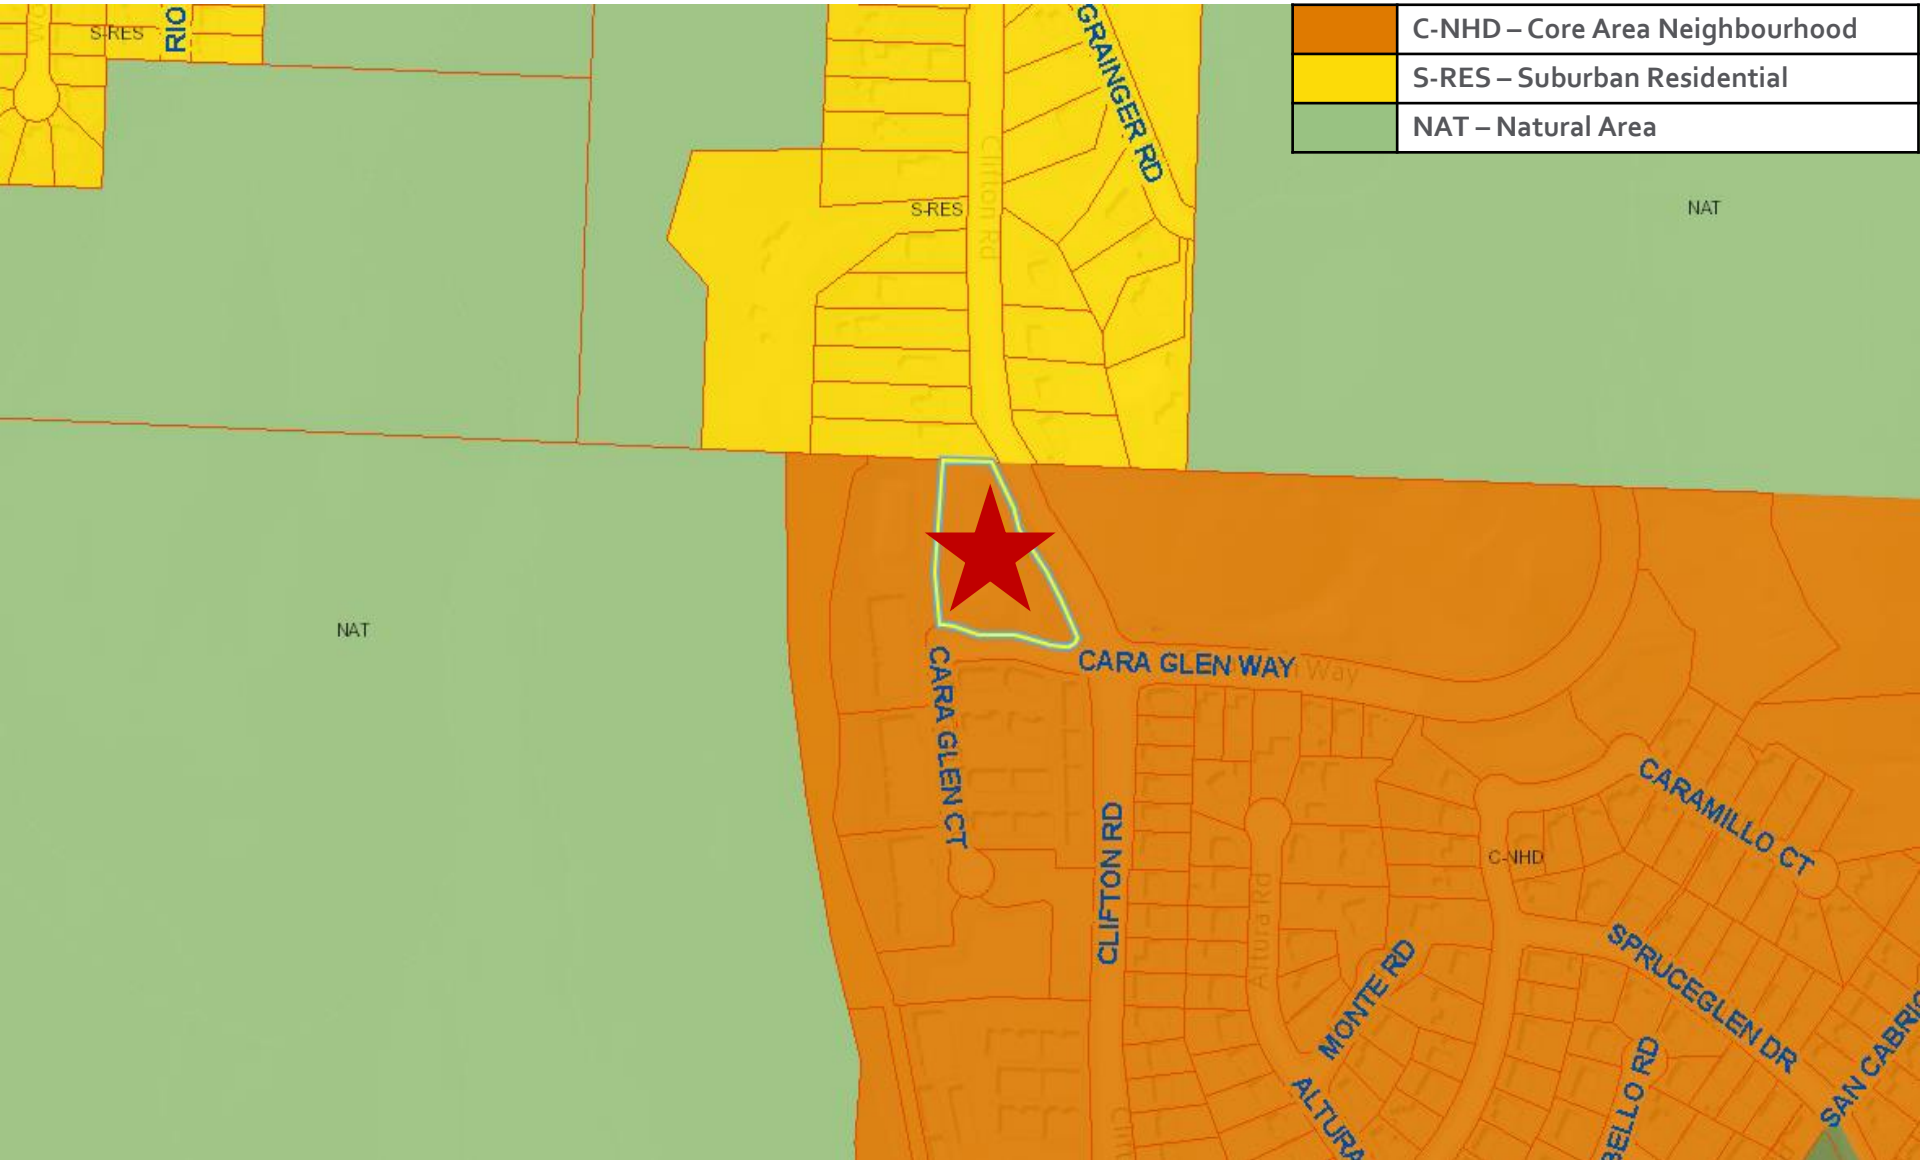 C-NHD – Core Area Neighbourhood
S-RES – Suburban Residential
NAT – Natural Area
S-RES
RIO
GRAINGER RD
Clifton Rd
S-RES
NAT
NAT
CARA GLEN WAY
Way
CARA GLEN CT
CLIFTON RD
CARAMILLO CT
C-NHD
Altura Rd
MONTE RD
SPRUCEGLEN DR
SAN CABRIO
BELLO RD
ALTURA